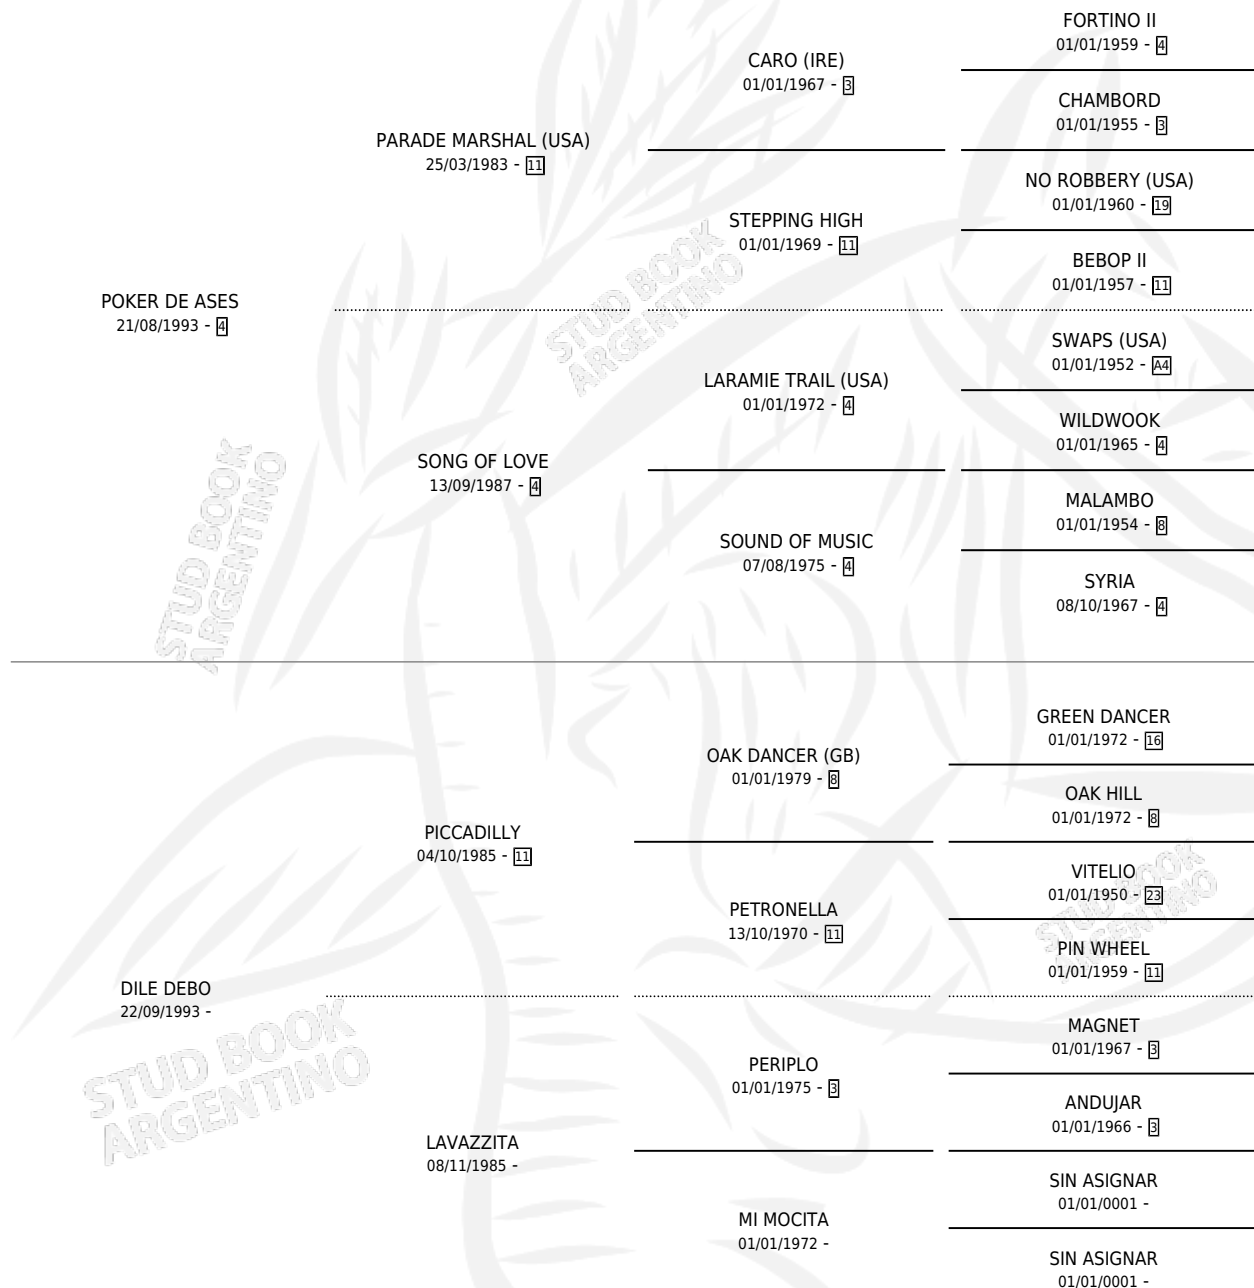 FORTINO II
01/01/1959 - 4
CARO (IRE)
01/01/1967 - 3
CHAMBORD
01/01/1955 - 3
PARADE MARSHAL (USA)
25/03/1983 - 11
NO ROBBERY (USA)
01/01/1960 - 19
STEPPING HIGH
01/01/1969 - 11
BEBOP II
01/01/1957 - 11
POKER DE ASES
21/08/1993 - 4
STUD BOOK
ARGENTINO
SWAPS (USA)
01/01/1952 - A4
LARAMIE TRAIL (USA)
01/01/1972 - 4
WILDWOOK
01/01/1965 - 4
SONG OF LOVE
13/09/1987 - 4
MALAMBO
01/01/1954 - 8
SOUND OF MUSIC
07/08/1975 - 4
SYRIA
08/10/1967 - 4
STUD BOOK
ARGENTINO
GREEN DANCER
01/01/1972 - 16
OAK DANCER (GB)
01/01/1979 - 8
OAK HILL
01/01/1972 - 8
PICCADILLY
04/10/1985 - 11
VITELIO
01/01/1950 - 23
PETRONELLA
13/10/1970 - 11
STUD BOOK
ARGENTINO
PIN WHEEL
01/01/1959 - 11
DILE DEBO
22/09/1993 -
MAGNET
01/01/1967 - 3
PERIPLO
01/01/1975 - 3
ANDUJAR
01/01/1966 - 3
STUD BOOK
ARGENTINO
LAVAZZITA
08/11/1985 -
SIN ASIGNAR
01/01/0001 -
MI MOCITA
01/01/1972 -
SIN ASIGNAR
01/01/0001 -